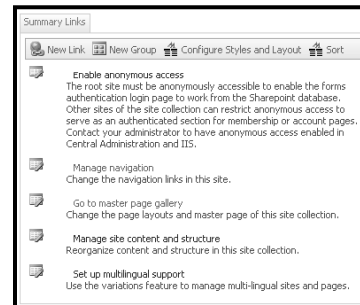 Summary Links
New Link New Group Configure Styles and Layout Sort
Enable anonymous access
The root site must be anonymously accessible to enable the forms
authentication login page to work from the Sharepoint database.
Other sites of the site collection can restrict anonymous access to
serve as an authenticated section for membership or account pages.
Contact your administrator to have anonymous access enabled in
Central Administration and IIS.
Manage navigation
Change the navigation links in this site.
Go to master page gallery
Change the page layouts and master page of this site collection.
Manage site content and structure
Reorganize content and structure in this site collection.
Set up multilingual support
Use the variations feature to manage multi-lingual sites and pages.